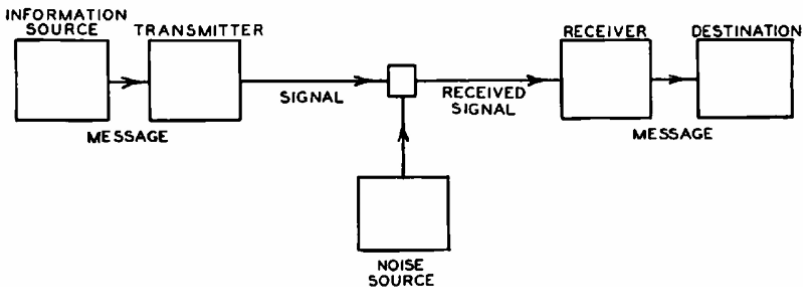 INFORMATION
SOURCE
TRANSMITTER
RECEIVER
DESTINATION
SIGNAL
RECEIVED
SIGNAL
MESSAGE
MESSAGE
NOISE
SOURCE